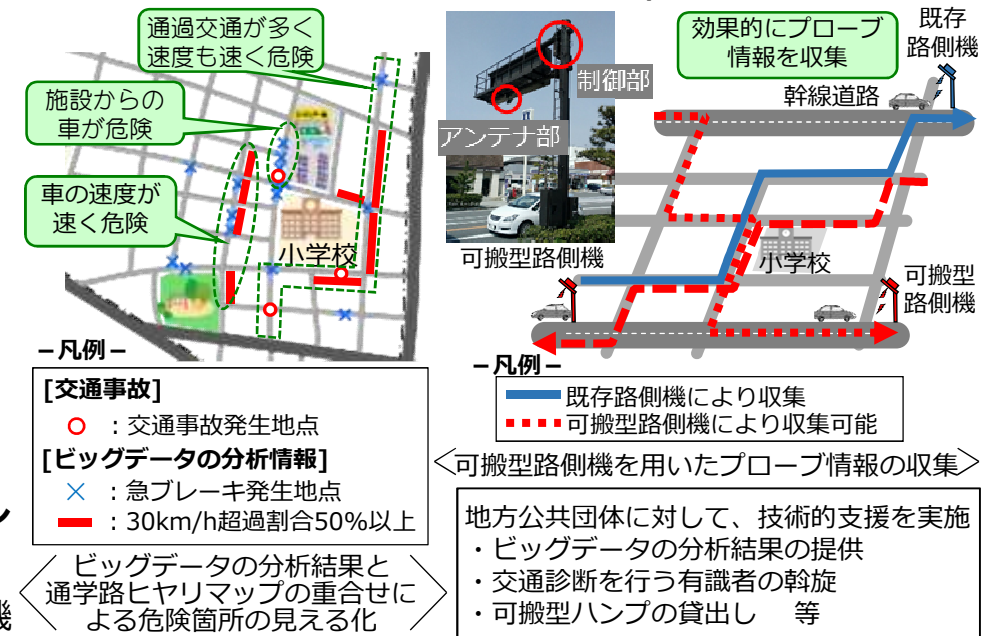 通過交通が多く
速度も速く危険
施設からの
車が危険
車の速度が
速く危険
小学校
－凡例－
[交通事故]
○ ：交通事故発生地点
[ビッグデータの分析情報]
× ：急ブレーキ発生地点
：30km/h超過割合50%以上
ビッグデータの分析結果と
通学路ヒヤリマップの重合せに
よる危険箇所の見える化
制御部
アンテナ部
可搬型路側機
効果的にプローブ
情報を収集
既存
路側機
幹線道路
小学校
可搬型
路側機
－凡例－
既存路側機により収集
可搬型路側機により収集可能
可搬型路側機を用いたプローブ情報の収集
地方公共団体に対して、技術的支援を実施
・ビッグデータの分析結果の提供
・交通診断を行う有識者の斡旋
・可搬型ハンプの貸出し 等